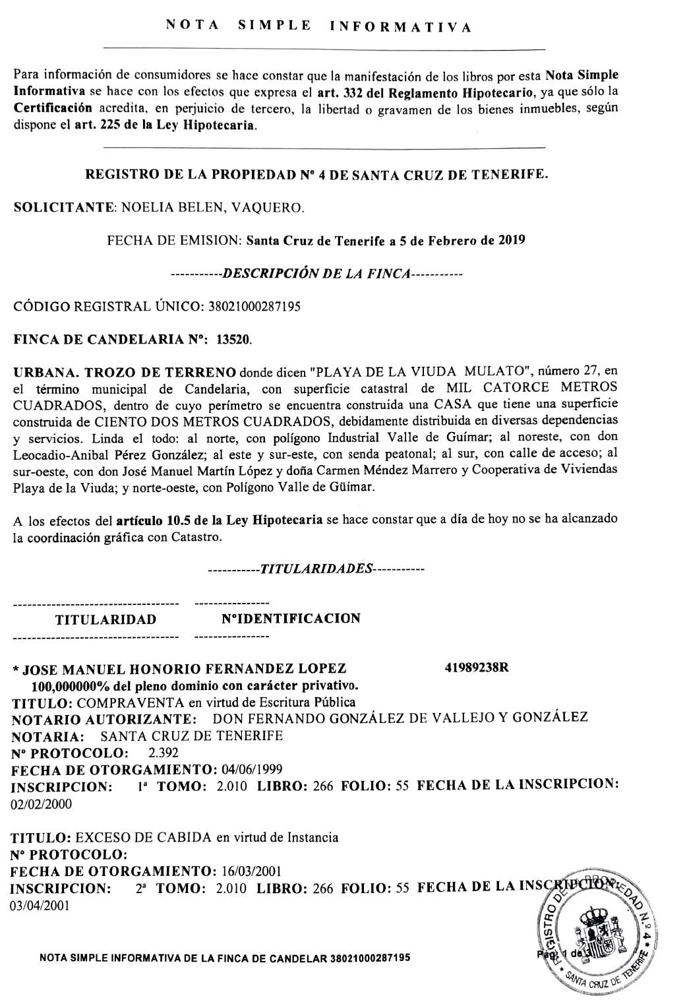 NOTA SIMPLE INFORMATIVA
Para información de consumidores se hace constar que la manifestación de los libros por esta Nota Simple
Informativa se hace con los efectos que expresa el art. 332 del Reglamento Hipotecario, ya que sólo la
Certificación acredita, en perjuicio de tercero, la libertad o gravamen de los bienes inmuebles, según
dispone el art. 225 de la Ley Hipotecaria.
REGISTRO DE LA PROPIEDAD Nº 4 DE SANTA CRUZ DE TENERIFE.
SOLICITANTE: NOELIA BELEN, VAQUERO.
FECHA DE EMISION: Santa Cruz de Tenerife a 5 de Febrero de 2019
-----------DESCRIPCIÓN DE LA FINCA-----------
CÓDIGO REGISTRAL ÚNICO: 38021000287195
FINCA DE CANDELARIA Nº: 13520.
URBANA. TROZO DE TERRENO donde dicen "PLAYA DE LA VIUDA MULATO", número 27, en
el término municipal de Candelaria, con superficie catastral de MIL CATORCE METROS
CUADRADOS, dentro de cuyo perímetro se encuentra construida una CASA que tiene una superficie
construida de CIENTO DOS METROS CUADRADOS, debidamente distribuida en diversas dependencias
y servicios. Linda el todo: al norte, con polígono Industrial Valle de Guímar; al noreste, con don
Leocadio-Anibal Pérez González; al este y sur-este, con senda peatonal; al sur, con calle de acceso; al
sur-oeste, con don José Manuel Martín López y doña Carmen Méndez Marrero y Cooperativa de Viviendas
Playa de la Viuda; y norte-oeste, con Polígono Valle de Güímar.
A los efectos del artículo 10.5 de la Ley Hipotecaria se hace constar que a día de hoy no se ha alcanzado
la coordinación gráfica con Catastro.
-----------TITULARIDADES-----------
----------------------------------- ----------------
TITULARIDAD NºIDENTIFICACION
----------------------------------- ----------------
* JOSE MANUEL HONORIO FERNANDEZ LOPEZ 41989238R
100,000000% del pleno dominio con carácter privativo.
TITULO: COMPRAVENTA en virtud de Escritura Pública
NOTARIO AUTORIZANTE: DON FERNANDO GONZÁLEZ DE VALLEJO Y GONZÁLEZ
NOTARIA: SANTA CRUZ DE TENERIFE
Nº PROTOCOLO: 2.392
FECHA DE OTORGAMIENTO: 04/06/1999
INSCRIPCION: 1ª TOMO: 2.010 LIBRO: 266 FOLIO: 55 FECHA DE LA INSCRIPCION:
02/02/2000
TITULO: EXCESO DE CABIDA en virtud de Instancia
Nº PROTOCOLO:
FECHA DE OTORGAMIENTO: 16/03/2001
INSCRIPCION: 2ª TOMO: 2.010 LIBRO: 266 FOLIO: 55 FECHA DE LA INSCRIPCION:
03/04/2001
NOTA SIMPLE INFORMATIVA DE LA FINCA DE CANDELAR 38021000287195 Pág: 1 de 3
REGISTRO DE LA PROPIEDAD N.º 4 * SANTA CRUZ DE TENERIFE *